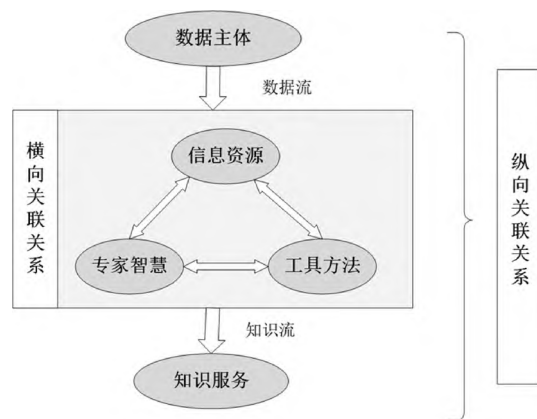 数据主体
数据流
横向关联关系
信息资源
专家智慧
工具方法
知识流
知识服务
纵向关联关系